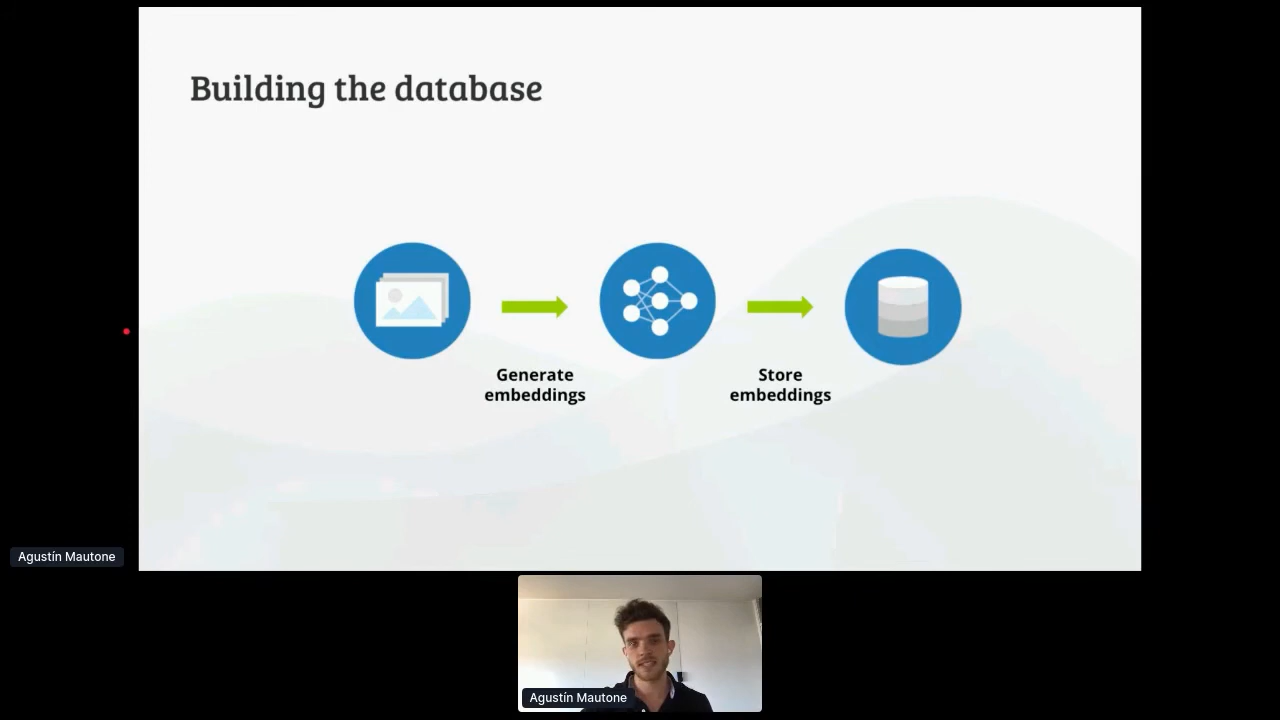 Building the database
Generate
embeddings
Store
embeddings
Agustín Mautone
Agustín Mautone